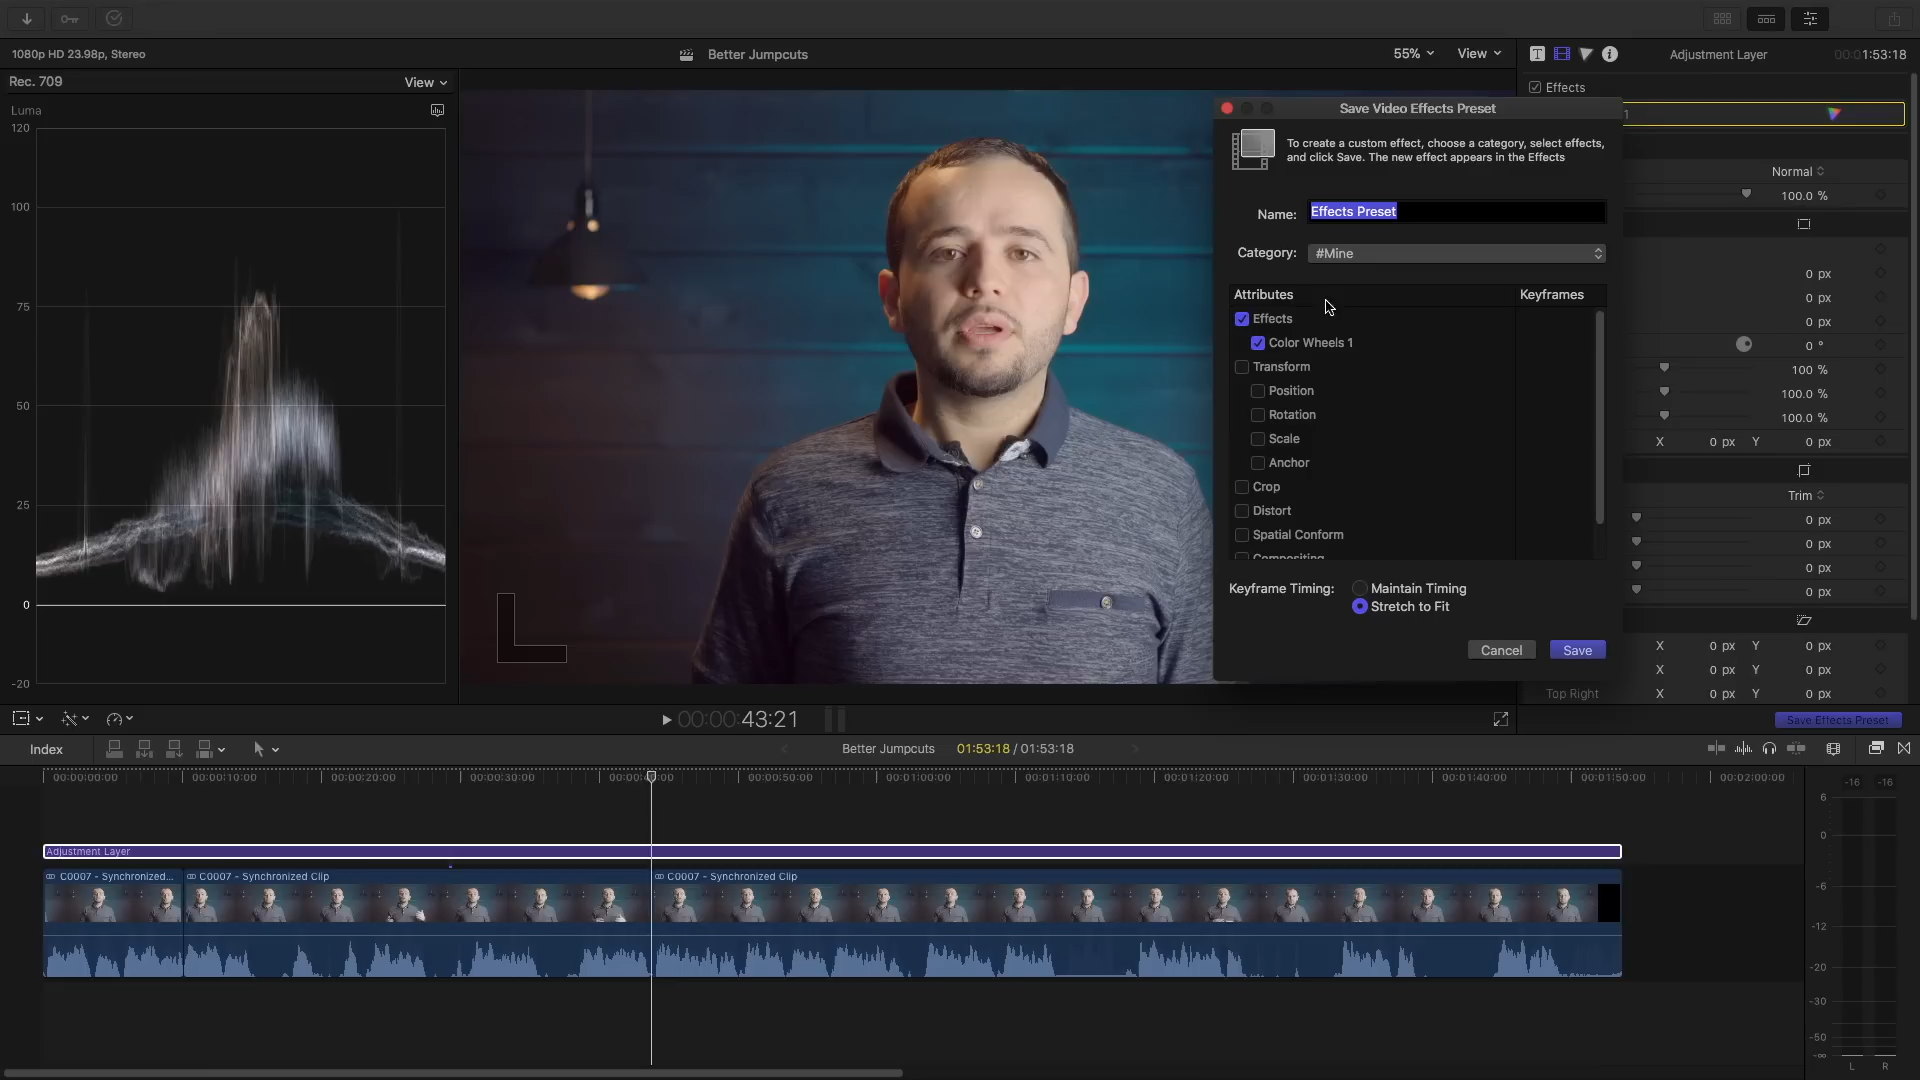 1080p HD 23.98p, Stereo
Better Jumpcuts
55%
View
Adjustment Layer
00:01:53:18
Rec. 709
View
Effects
Luma
120
100
75
50
25
0
-20
Save Video Effects Preset
To create a custom effect, choose a category, select effects,
and click Save. The new effect appears in the Effects
Name: Effects Preset
Category: #Mine
Attributes
Keyframes
Effects
Color Wheels 1
Transform
Position
Rotation
Scale
Anchor
Crop
Distort
Spatial Conform
Compositing
Keyframe Timing:
Maintain Timing
Stretch to Fit
Cancel
Save
1
Normal
100.0 %
0 px
0 px
0 px
0 °
100 %
100.0 %
100.0 %
X 0 px Y 0 px
Trim
0 px
0 px
0 px
0 px
X 0 px Y 0 px
X 0 px Y 0 px
Top Right X 0 px Y 0 px
00:00:43:21
Save Effects Preset
Index
Better Jumpcuts
01:53:18 / 01:53:18
00:00:00:00
00:00:10:00
00:00:20:00
00:00:30:00
00:00:50:00
00:01:00:00
00:01:10:00
00:01:20:00
00:01:30:00
00:01:40:00
00:01:50:00
00:02:00:00
-16 -16
6
0
-6
-12
-20
-30
-50
-∞
L R
Adjustment Layer
C0007 - Synchronized...
C0007 - Synchronized Clip
C0007 - Synchronized Clip